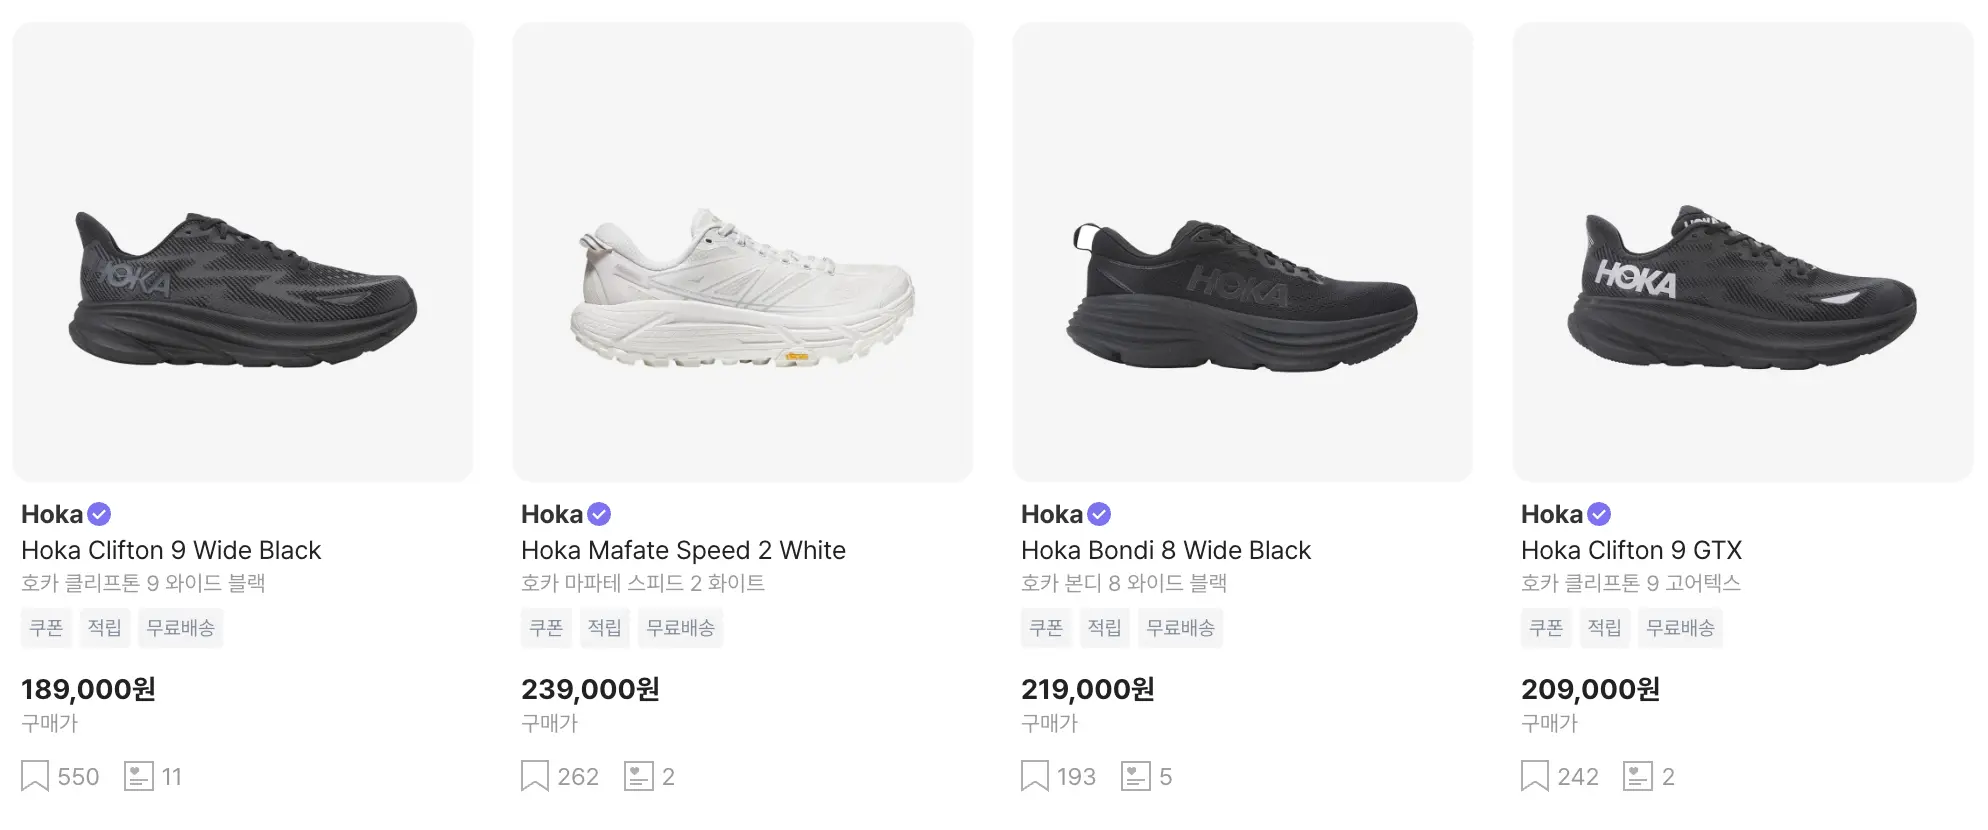 HOKA
HOKA
HOKA
HOKA
Hoka
Hoka Clifton 9 Wide Black
호카 클리프톤 9 와이드 블랙
쿠폰 적립 무료배송
189,000원
구매가
550 11
Hoka
Hoka Mafate Speed 2 White
호카 마파테 스피드 2 화이트
쿠폰 적립 무료배송
239,000원
구매가
262 2
Hoka
Hoka Bondi 8 Wide Black
호카 본디 8 와이드 블랙
쿠폰 적립 무료배송
219,000원
구매가
193 5
Hoka
Hoka Clifton 9 GTX
호카 클리프톤 9 고어텍스
쿠폰 적립 무료배송
209,000원
구매가
242 2